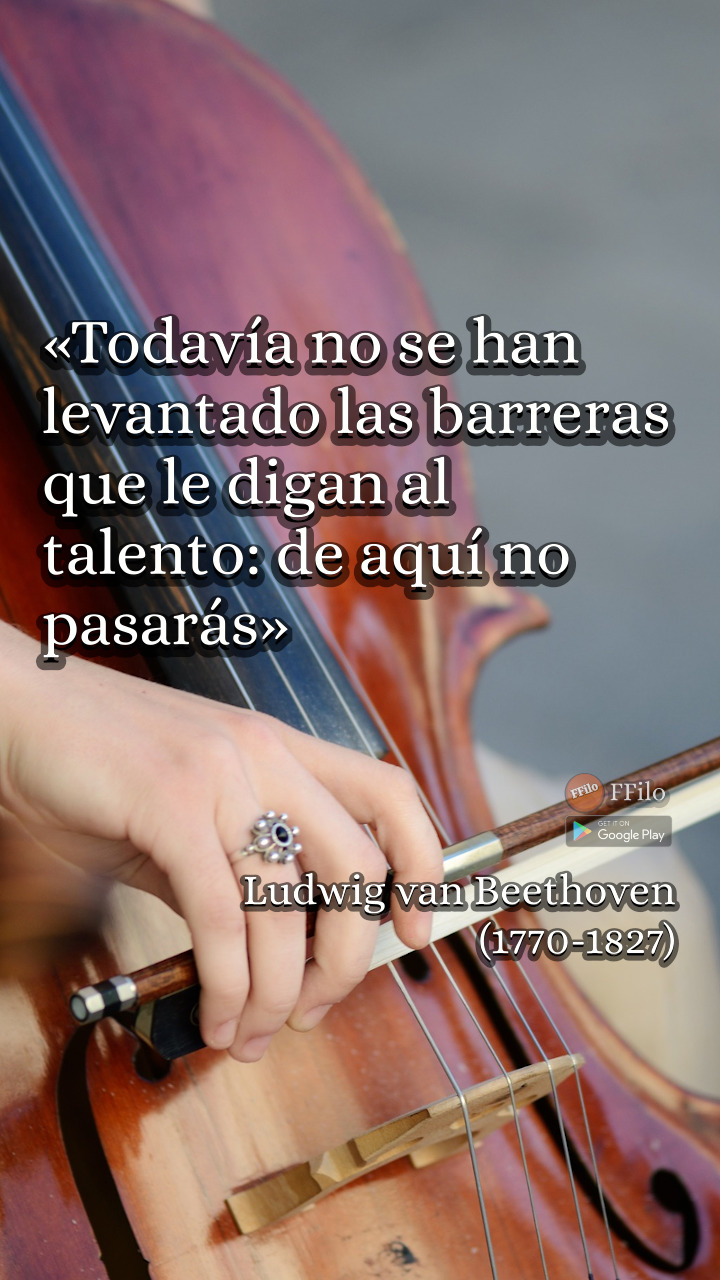 «Todavía no se han
levantado las barreras
que le digan al
talento: de aquí no
pasarás»
FFilo FFilo
GET IT ON
Google Play
Ludwig van Beethoven
(1770-1827)